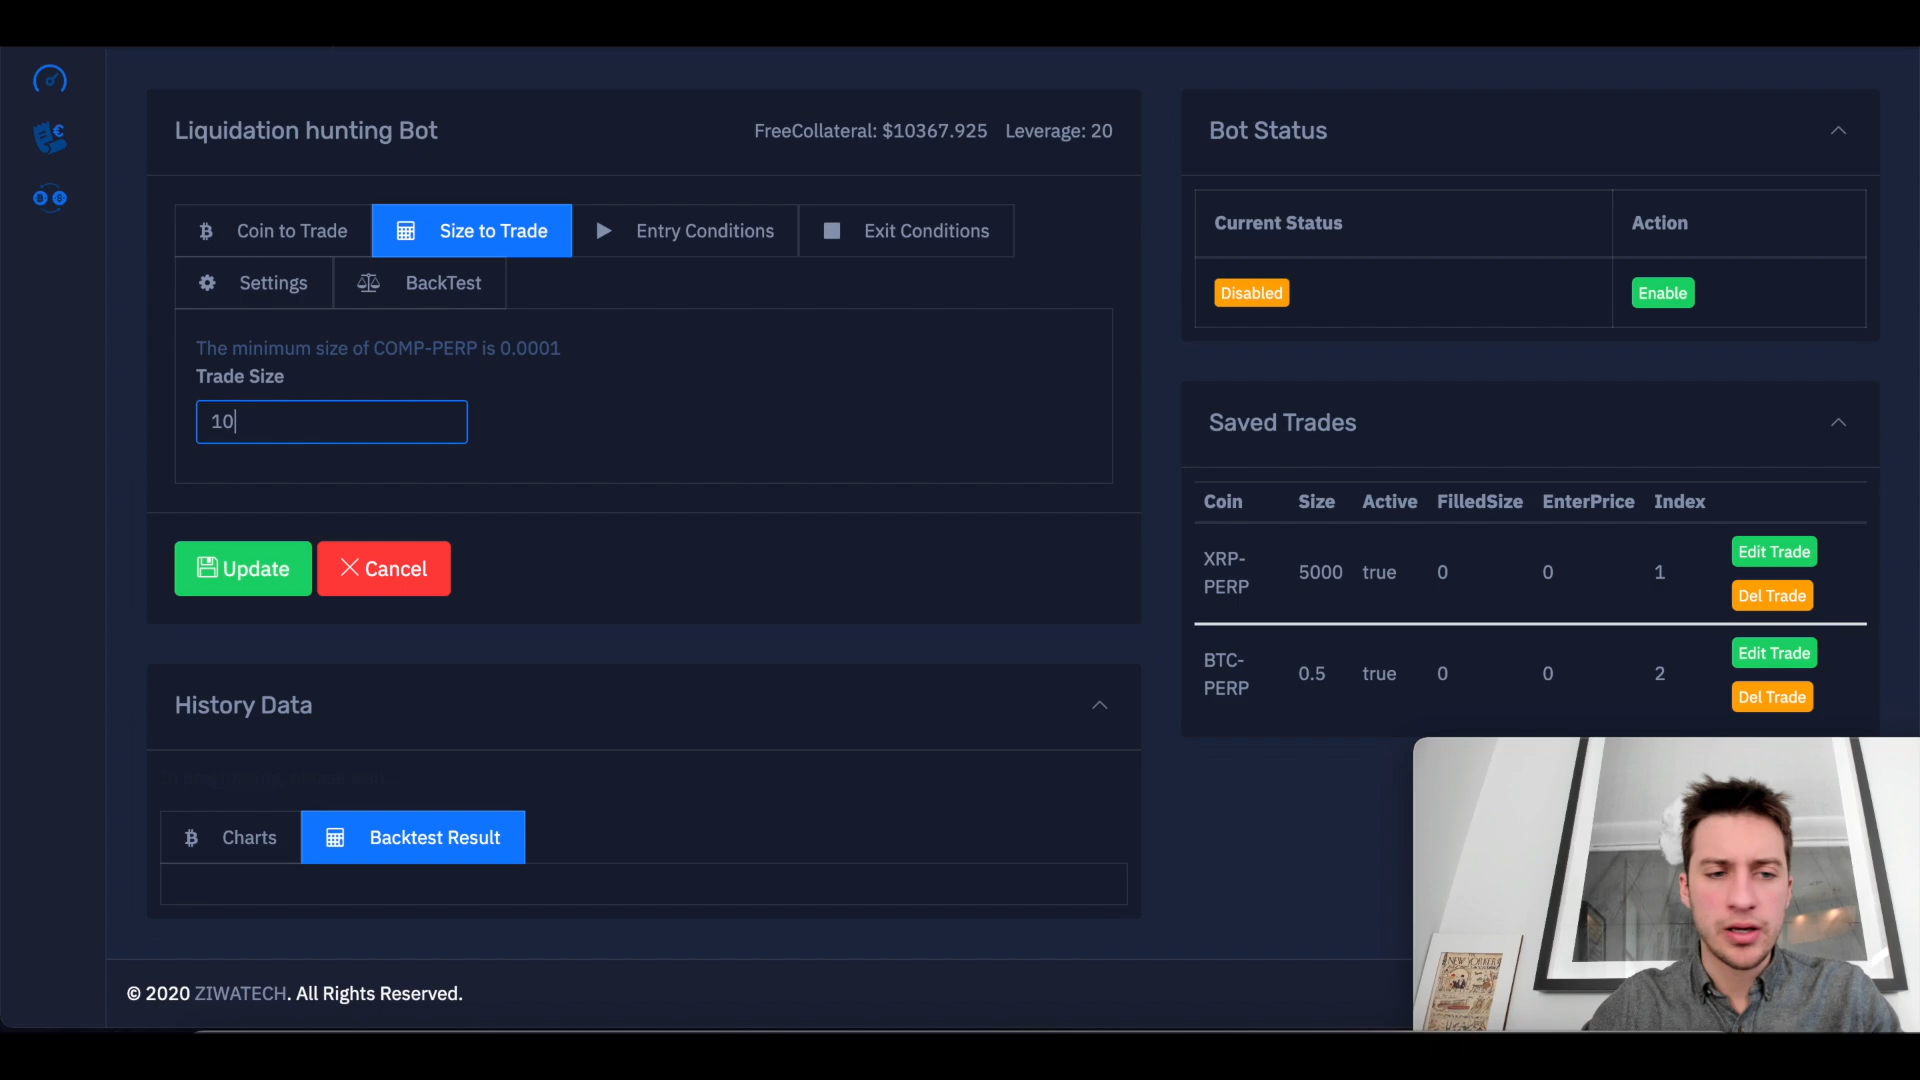 Liquidation hunting Bot
FreeCollateral: $10367.925 Leverage: 20
Coin to Trade
Size to Trade
Entry Conditions
Exit Conditions
Settings
BackTest
The minimum size of COMP-PERP is 0.0001
Trade Size
10
Update
Cancel
History Data
Charts
Backtest Result
© 2020 ZIWATECH. All Rights Reserved.
Bot Status
Current Status Action
Disabled Enable
Saved Trades
Coin Size Active FilledSize EnterPrice Index
XRP-
PERP 5000 true 0 0 1
Edit Trade
Del Trade
BTC-
PERP 0.5 true 0 0 2
Edit Trade
Del Trade
NEW YORKER